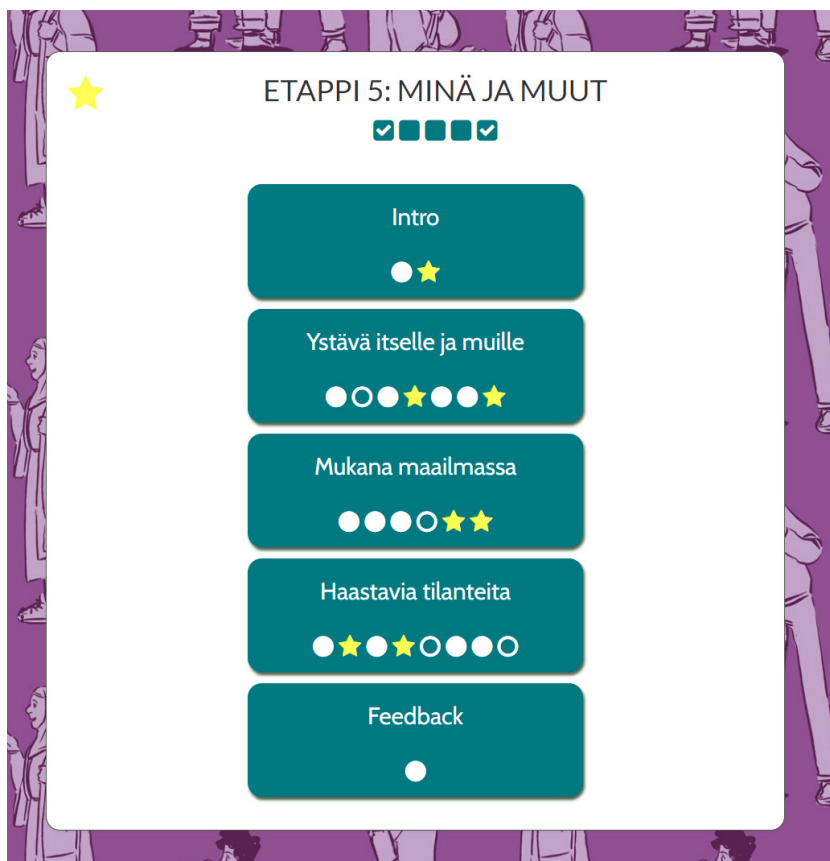 ETAPPI 5: MINÄ JA MUUT
Intro
Ystävä itselle ja muille
Mukana maailmassa
Haastavia tilanteita
Feedback